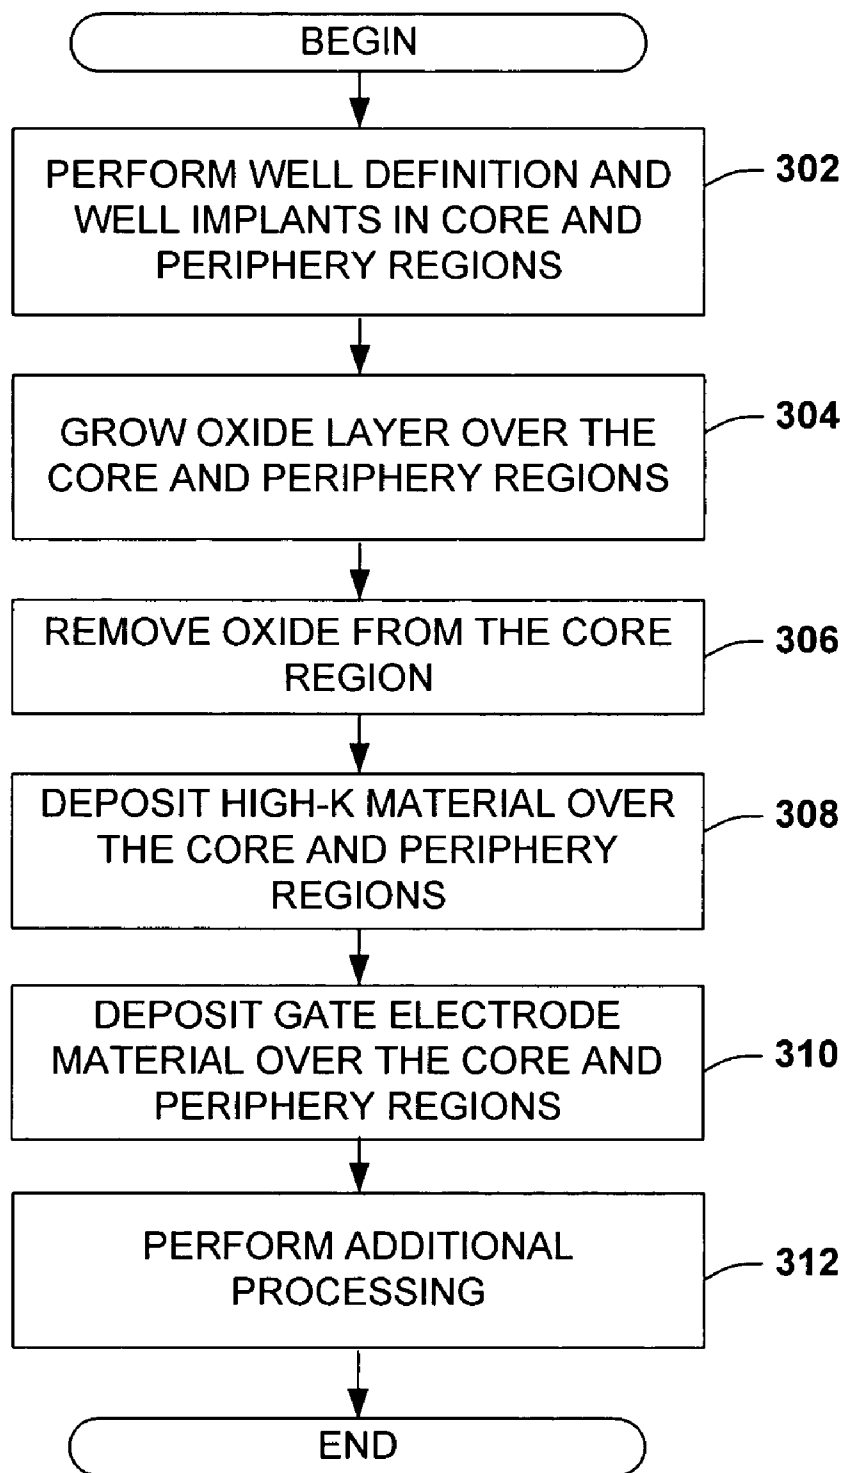 BEGIN
PERFORM WELL DEFINITION AND
WELL IMPLANTS IN CORE AND
PERIPHERY REGIONS
302
GROW OXIDE LAYER OVER THE
CORE AND PERIPHERY REGIONS
304
REMOVE OXIDE FROM THE CORE
REGION
306
DEPOSIT HIGH-K MATERIAL OVER
THE CORE AND PERIPHERY
REGIONS
308
DEPOSIT GATE ELECTRODE
MATERIAL OVER THE CORE AND
PERIPHERY REGIONS
310
PERFORM ADDITIONAL
PROCESSING
312
END